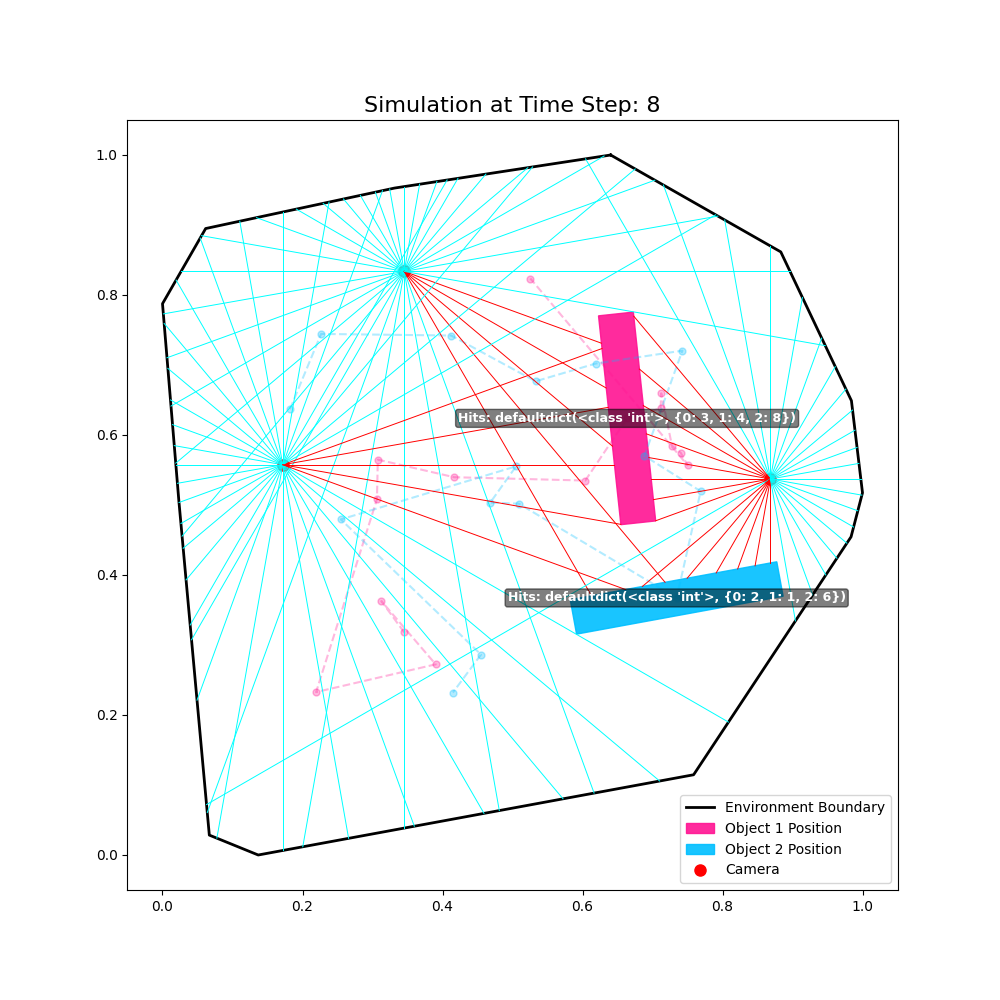 Simulation at Time Step: 8
1.0
0.8
0.6
0.4
0.2
0.0
Hits: defaultdict(<class 'int'>, {0: 3, 1: 4, 2: 8})
Hits: defaultdict(<class 'int'>, {0: 2, 1: 1, 2: 6})
Environment Boundary
Object 1 Position
Object 2 Position
Camera
0.0 0.2 0.4 0.6 0.8 1.0